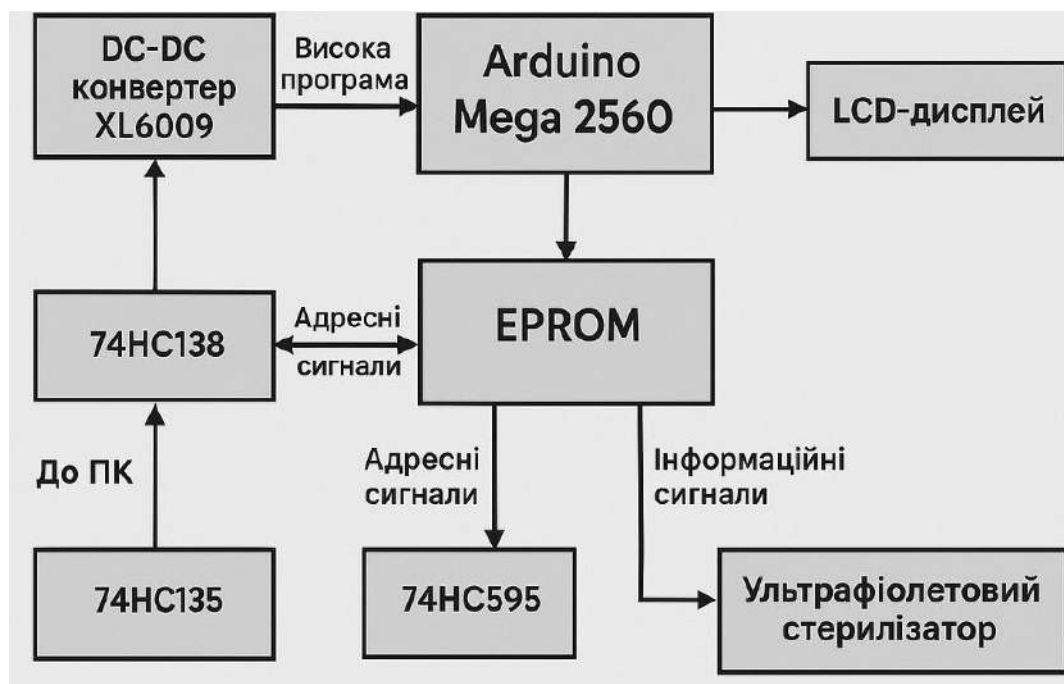 DC-DC
конвертер
XL6009
Висока
програма
Arduino
Mega 2560
LCD-дисплей
74HC138
Адресні
сигнали
EPROM
До ПК
Адресні
сигнали
Інформаційні
сигнали
74HC135
74HC595
Ультрафіолетовий
стерилізатор